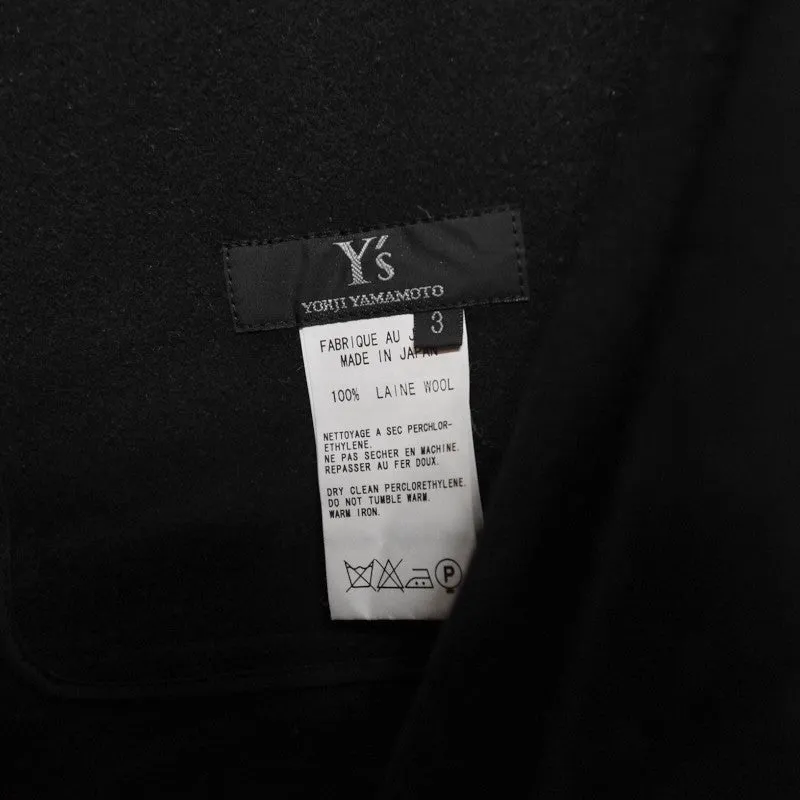 Y's
YOHJI YAMAMOTO
3
FABRIQUE AU
MADE IN JAPAN
100% LAINE WOOL
NETTOYAGE A SEC PERCHLOR-
ETHYLENE.
NE PAS SECHER EN MACHINE.
REPASSER AU FER DOUX.
DRY CLEAN PERCLORETHYLENE.
DO NOT TUMBLE WARM.
WARM IRON.
P